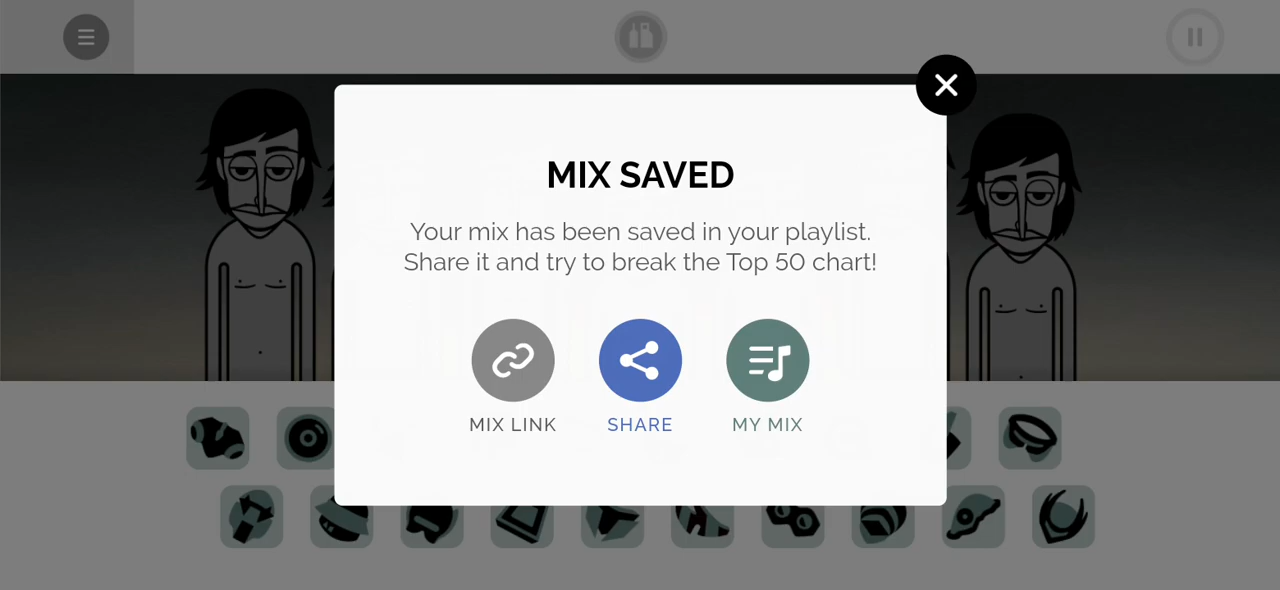 MIX SAVED
Your mix has been saved in your playlist.
Share it and try to break the Top 50 chart!
MIX LINK
SHARE
MY MIX